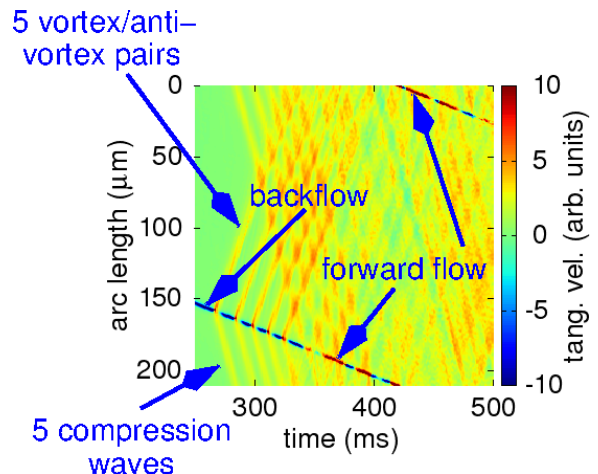 5 vortex/anti–
vortex pairs
0
50
100
150
200
arc length (μm)
backflow
forward flow
5 compression
waves
300
400
500
time (ms)
10
5
0
-5
-10
tang. vel. (arb. units)